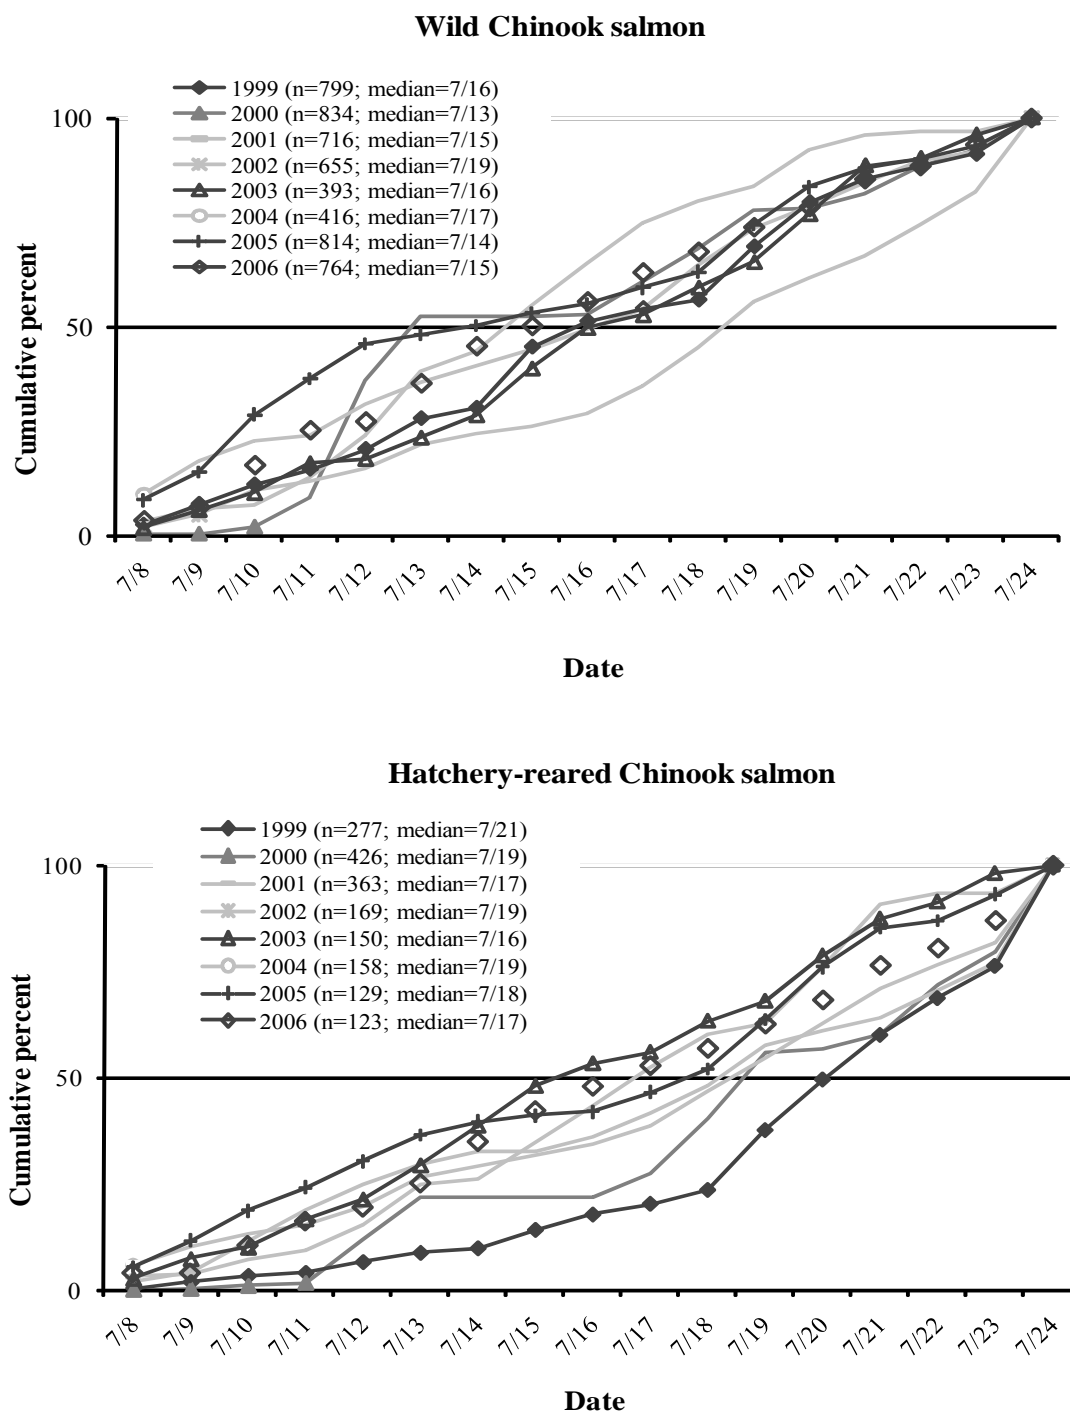 Wild Chinook salmon
1999 (n=799; median=7/16)
2000 (n=834; median=7/13)
2001 (n=716; median=7/15)
2002 (n=655; median=7/19)
2003 (n=393; median=7/16)
2004 (n=416; median=7/17)
2005 (n=814; median=7/14)
2006 (n=764; median=7/15)
100
50
0
Cumulative percent
7/8 7/9 7/10 7/11 7/12 7/13 7/14 7/15 7/16 7/17 7/18 7/19 7/20 7/21 7/22 7/23 7/24
Date
Hatchery-reared Chinook salmon
1999 (n=277; median=7/21)
2000 (n=426; median=7/19)
2001 (n=363; median=7/17)
2002 (n=169; median=7/19)
2003 (n=150; median=7/16)
2004 (n=158; median=7/19)
2005 (n=129; median=7/18)
2006 (n=123; median=7/17)
100
50
0
Cumulative percent
7/8 7/9 7/10 7/11 7/12 7/13 7/14 7/15 7/16 7/17 7/18 7/19 7/20 7/21 7/22 7/23 7/24
Date